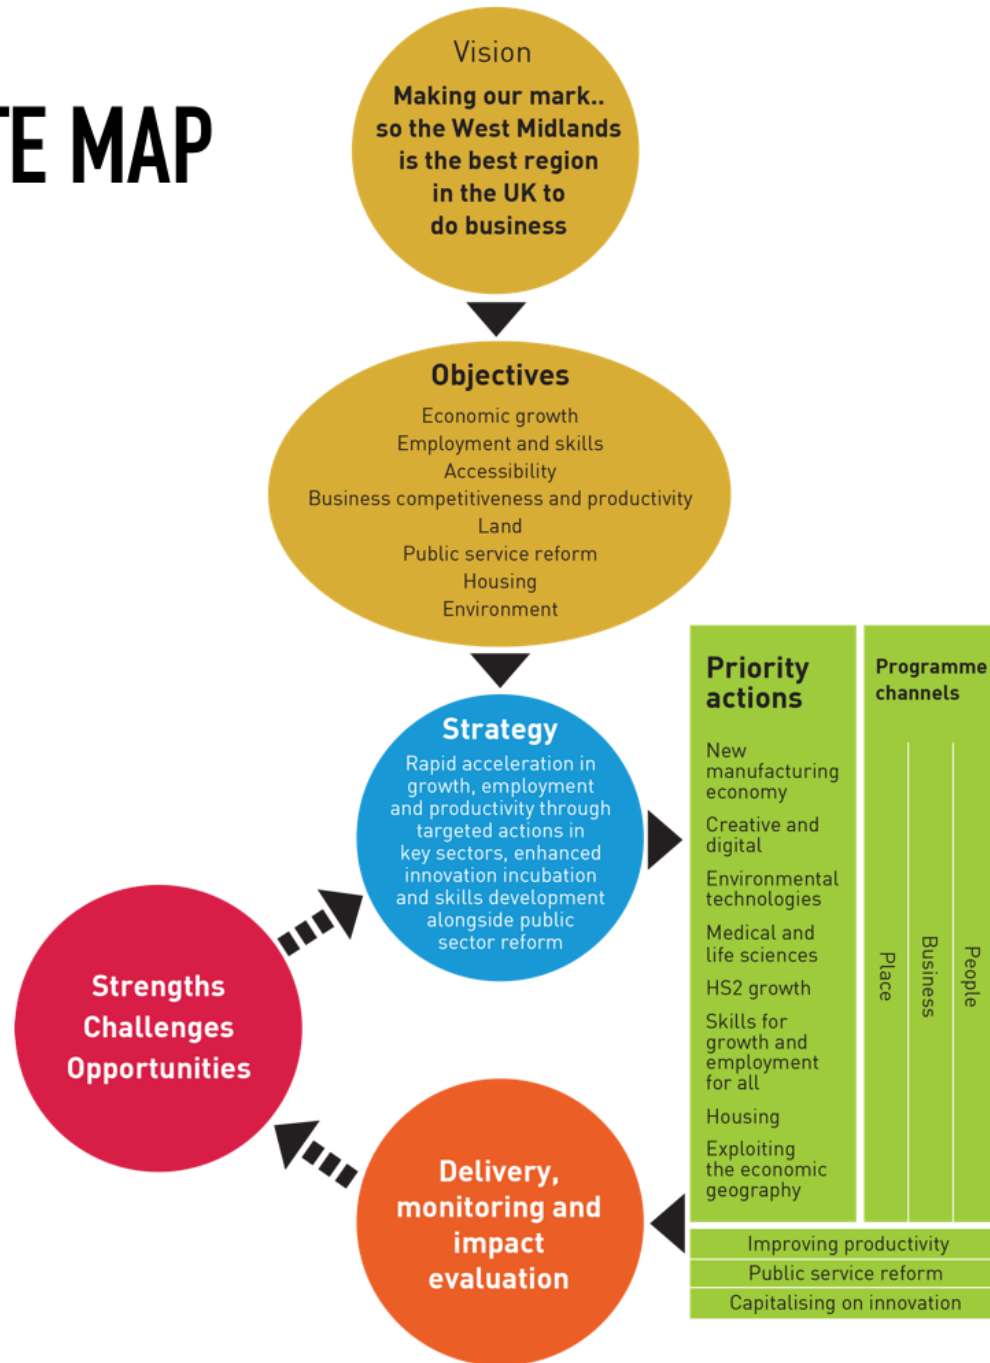 TE MAP
Vision
Making our mark..
so the West Midlands
is the best region
in the UK to
do business
Objectives
Economic growth
Employment and skills
Accessibility
Business competitiveness and productivity
Land
Public service reform
Housing
Environment
Strategy
Rapid acceleration in
growth, employment
and productivity through
targeted actions in
key sectors, enhanced
innovation incubation
and skills development
alongside public
sector reform
Priority
actions
New
manufacturing
economy
Creative and
digital
Environmental
technologies
Medical and
life sciences
HS2 growth
Skills for
growth and
employment
for all
Housing
Exploiting
the economic
geography
Programme
channels
Place
Business
People
Improving productivity
Public service reform
Capitalising on innovation
Delivery,
monitoring and
impact
evaluation
Strengths
Challenges
Opportunities